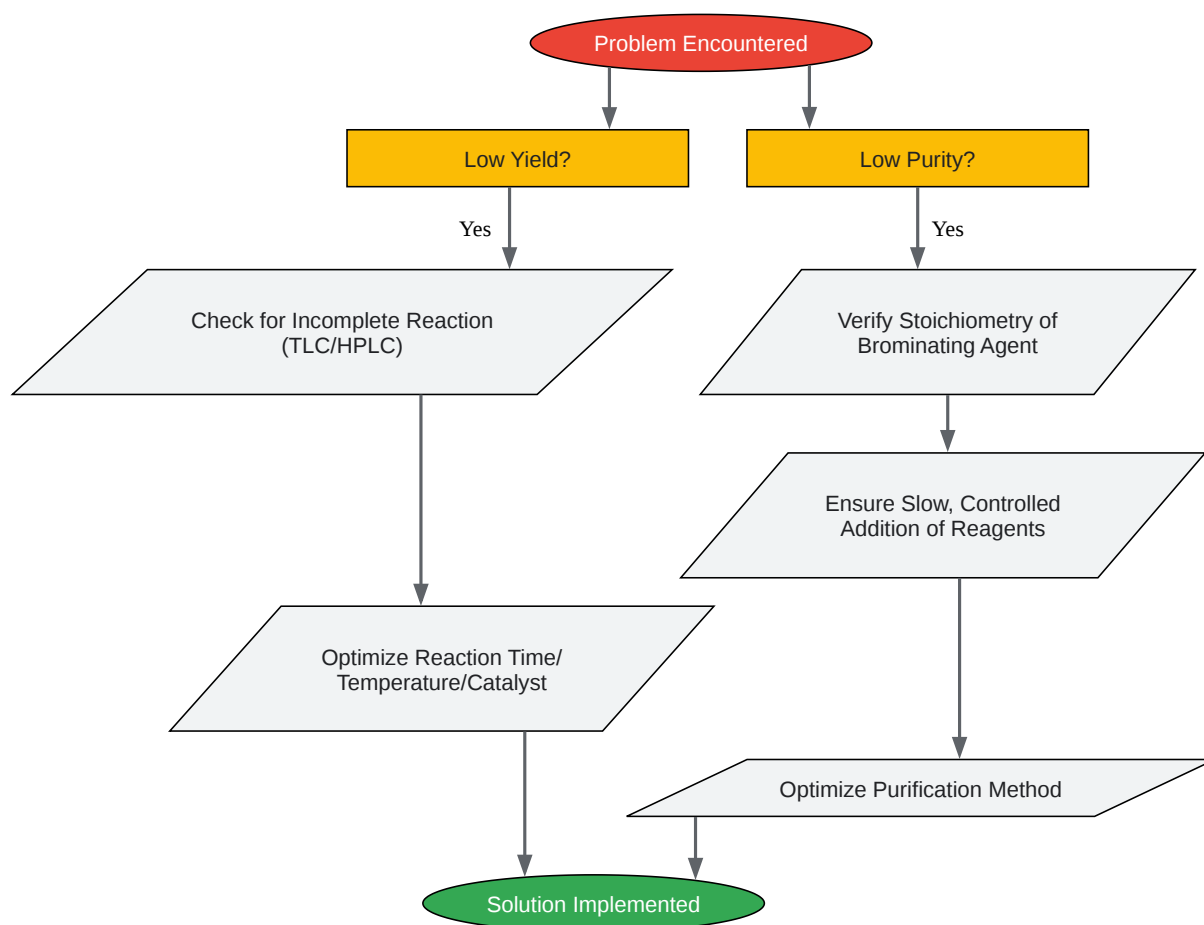 Problem Encountered
Low Yield?
Low Purity?
Yes
Yes
Check for Incomplete Reaction
(TLC/HPLC)
Verify Stoichiometry of
Brominating Agent
Ensure Slow, Controlled
Addition of Reagents
Optimize Reaction Time/
Temperature/Catalyst
Optimize Purification Method
Solution Implemented